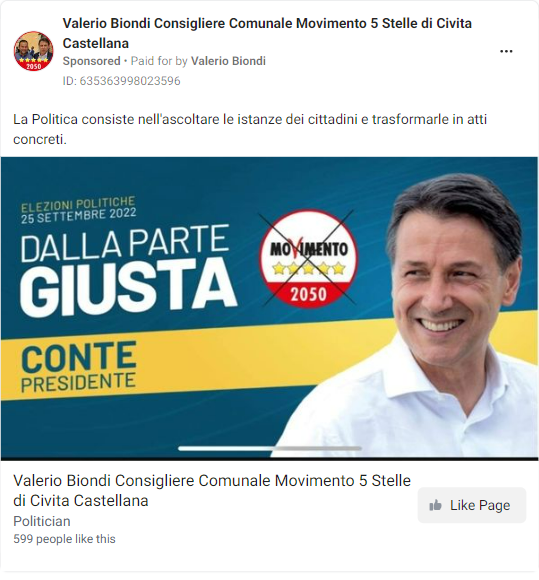 Valerio Biondi Consigliere Comunale Movimento 5 Stelle di Civita
Castellana
Sponsored • Paid for by Valerio Biondi
ID: 635363998023596
2050
La Politica consiste nell'ascoltare le istanze dei cittadini e trasformarle in atti
concreti.
ELEZIONI POLITICHE
25 SETTEMBRE 2022
DALLA PARTE
GIUSTA
MOVIMENTO
2050
CONTE
PRESIDENTE
Valerio Biondi Consigliere Comunale Movimento 5 Stelle
di Civita Castellana
Politician
599 people like this
Like Page